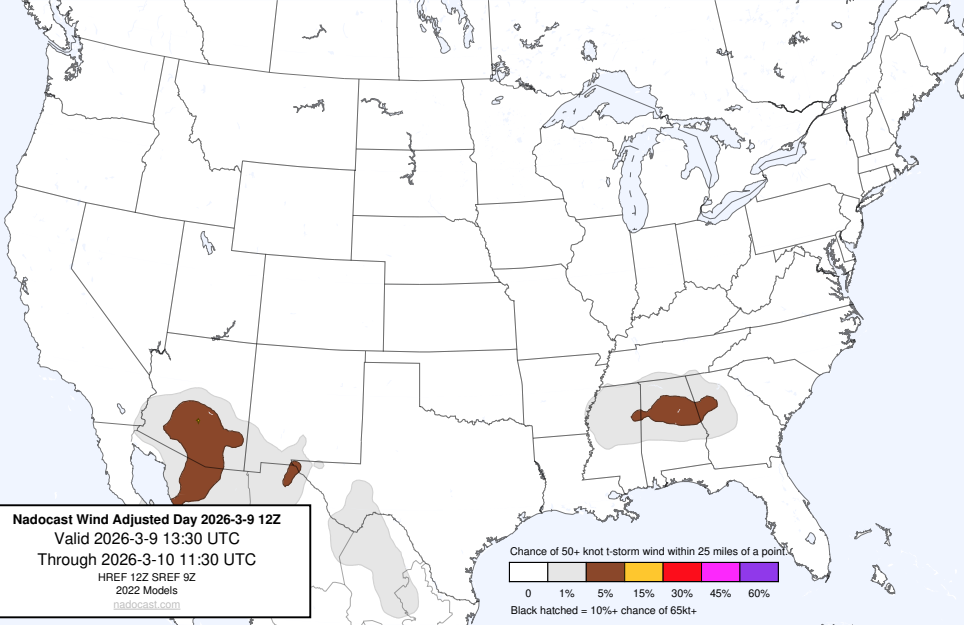 Nadocast Wind Adjusted Day 2026-3-9 12Z
Valid 2026-3-9 13:30 UTC
Through 2026-3-10 11:30 UTC
HREF 12Z SREF 9Z
2022 Models
nadocast.com
Chance of 50+ knot t-storm wind within 25 miles of a point.
0 1% 5% 15% 30% 45% 60%
Black hatched = 10%+ chance of 65kt+